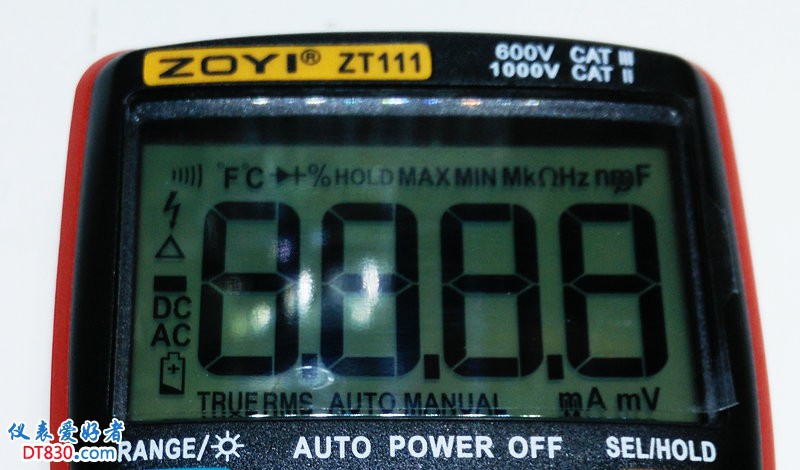 ZOYI® ZT111
600V CAT III
1000V CAT II
°F°C % HOLD MAX MIN MkΩHz nmµF
8.8.8.8
DC
AC
TRUE RMS AUTO MANUAL mA mV
RANGE/ AUTO POWER OFF SEL/HOLD
仪表爱好者
DT830.com